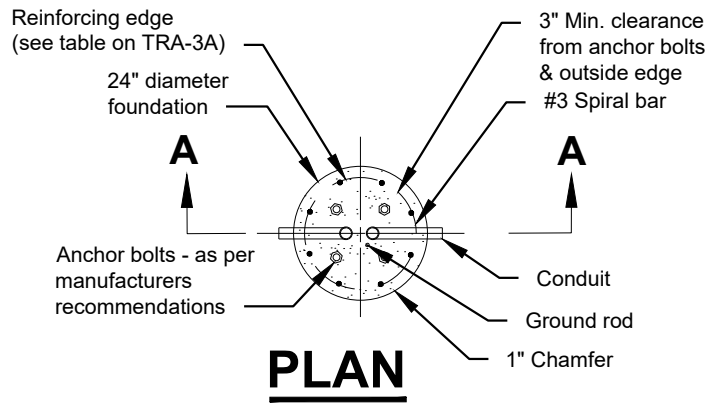 Reinforcing edge
(see table on TRA-3A)
24" diameter
foundation
3" Min. clearance
from anchor bolts
& outside edge
#3 Spiral bar
A
A
Anchor bolts - as per
manufacturers
recommendations
Conduit
Ground rod
1" Chamfer
PLAN